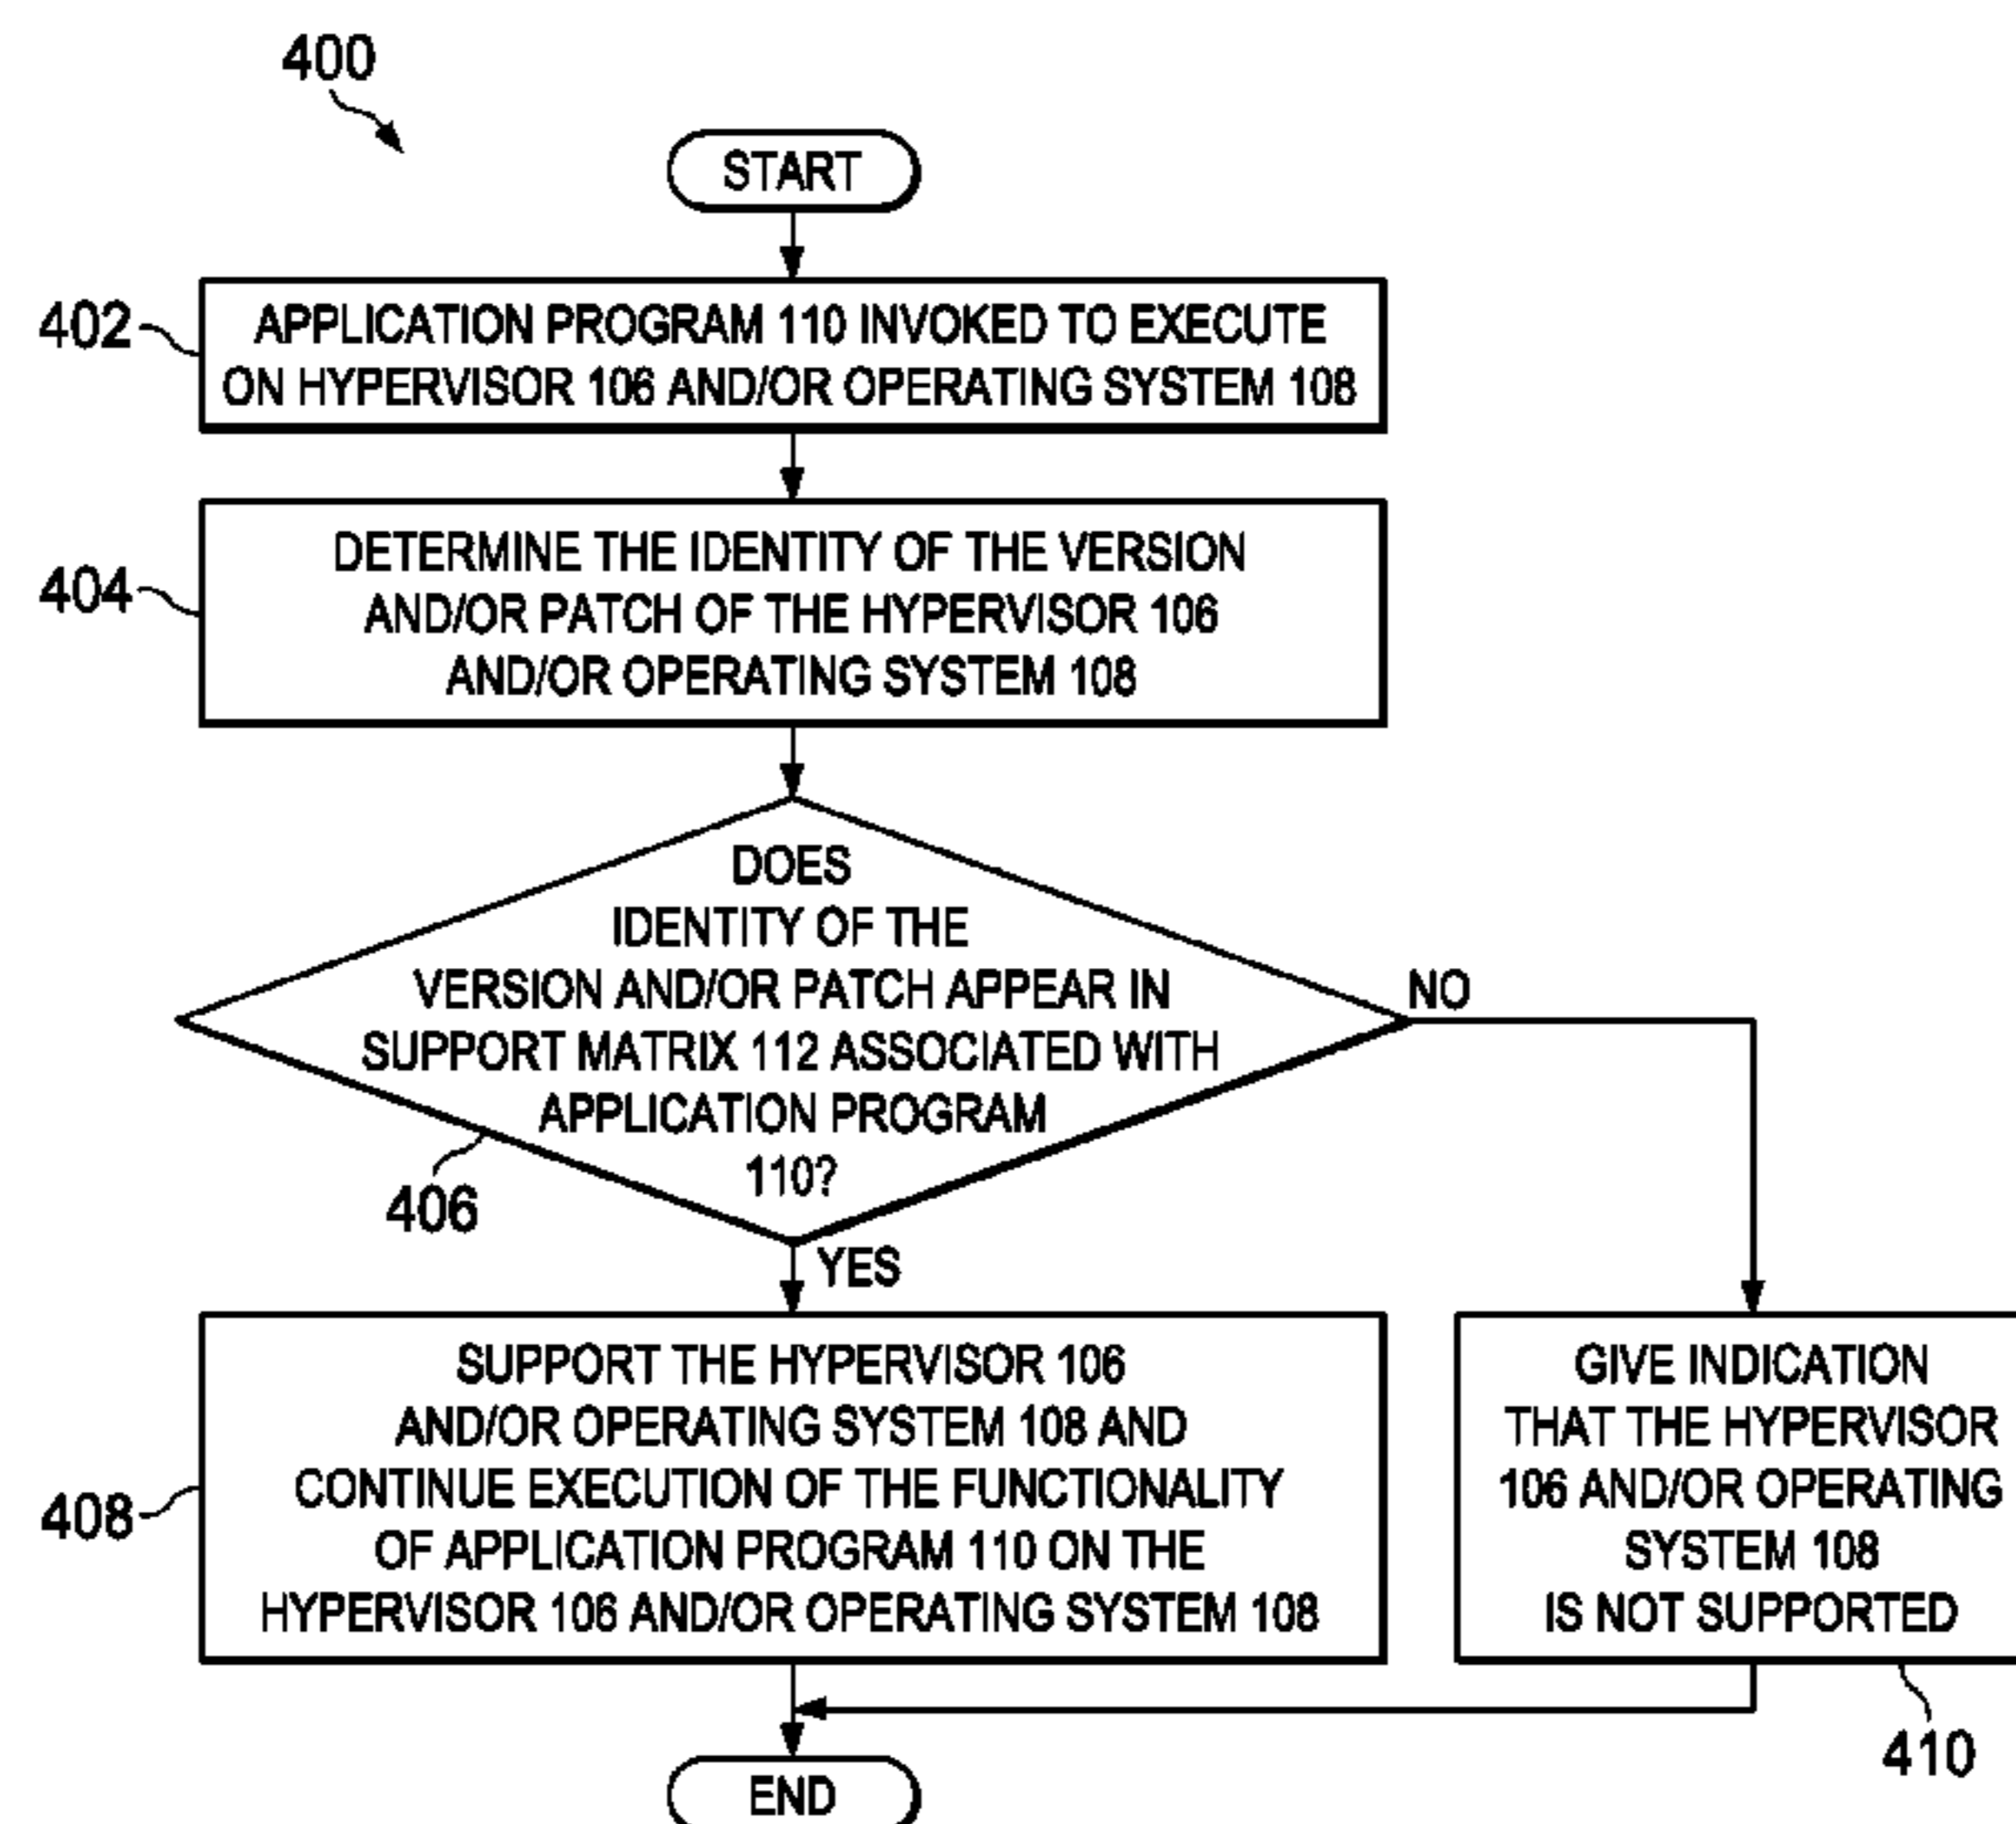 400
START
402
APPLICATION PROGRAM 110 INVOKED TO EXECUTE
ON HYPERVISOR 106 AND/OR OPERATING SYSTEM 108
404
DETERMINE THE IDENTITY OF THE VERSION
AND/OR PATCH OF THE HYPERVISOR 106
AND/OR OPERATING SYSTEM 108
DOES
IDENTITY OF THE
VERSION AND/OR PATCH APPEAR IN
SUPPORT MATRIX 112 ASSOCIATED WITH
APPLICATION PROGRAM
110?
406
NO
YES
408
SUPPORT THE HYPERVISOR 106
AND/OR OPERATING SYSTEM 108 AND
CONTINUE EXECUTION OF THE FUNCTIONALITY
OF APPLICATION PROGRAM 110 ON THE
HYPERVISOR 106 AND/OR OPERATING SYSTEM 108
GIVE INDICATION
THAT THE HYPERVISOR
106 AND/OR OPERATING
SYSTEM 108
IS NOT SUPPORTED
410
END